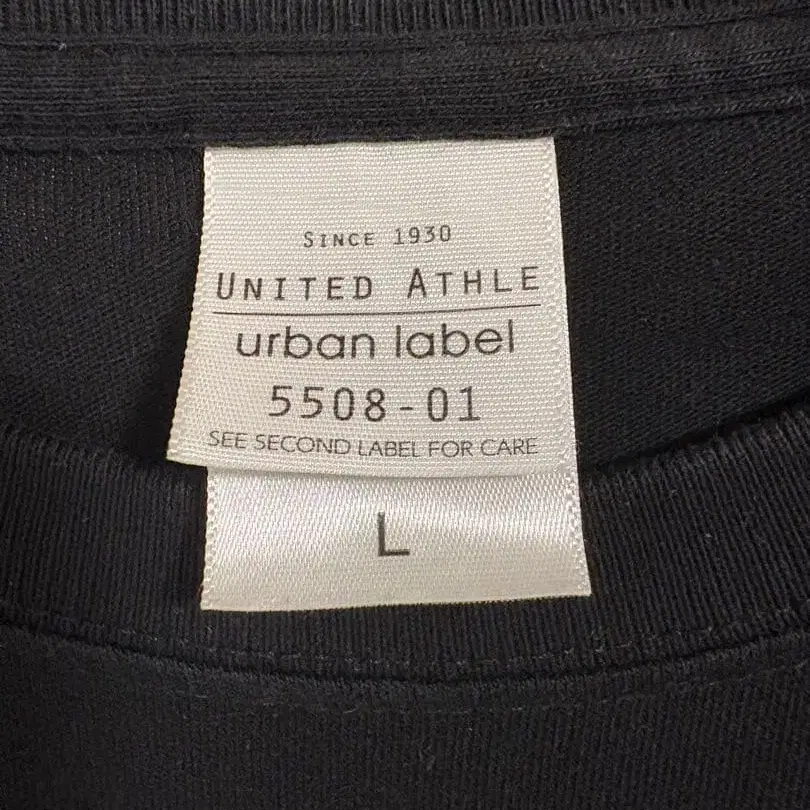 SINCE 1930
UNITED ATHLE
urban label
5508-01
SEE SECOND LABEL FOR CARE
L